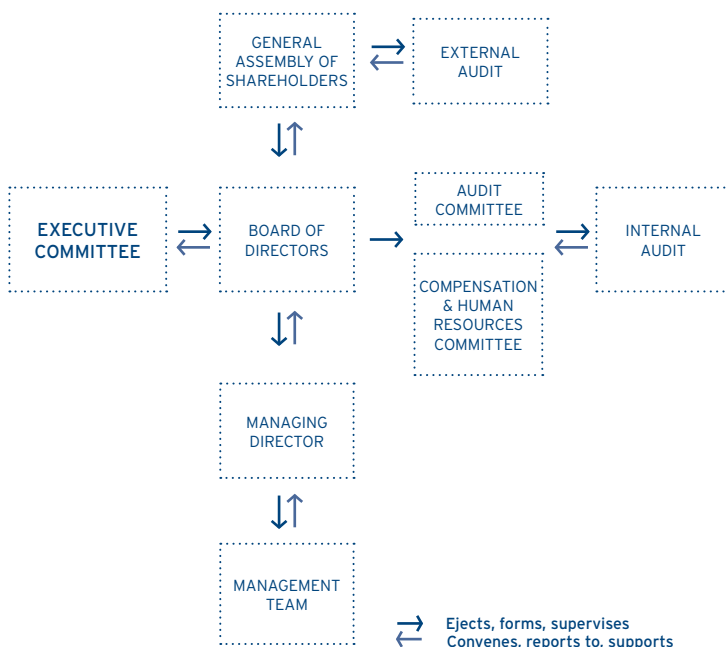 GENERAL
ASSEMBLY OF
SHAREHOLDERS
EXTERNAL
AUDIT
EXECUTIVE
COMMITTEE
BOARD OF
DIRECTORS
AUDIT
COMMITTEE
COMPENSATION
& HUMAN
RESOURCES
COMMITTEE
INTERNAL
AUDIT
MANAGING
DIRECTOR
MANAGEMENT
TEAM
Ejects, forms, supervises
Convenes, reports to, supports